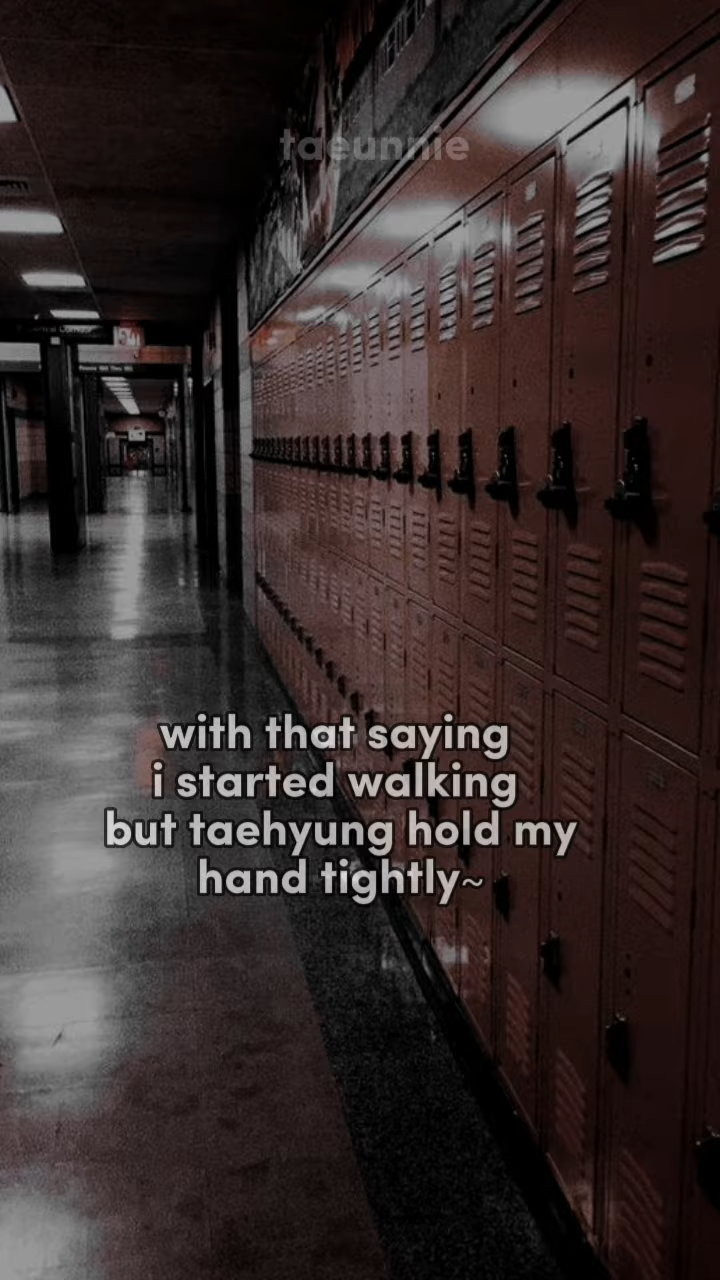 taeunnie
with that saying
i started walking
but taehyung hold my
hand tightly~